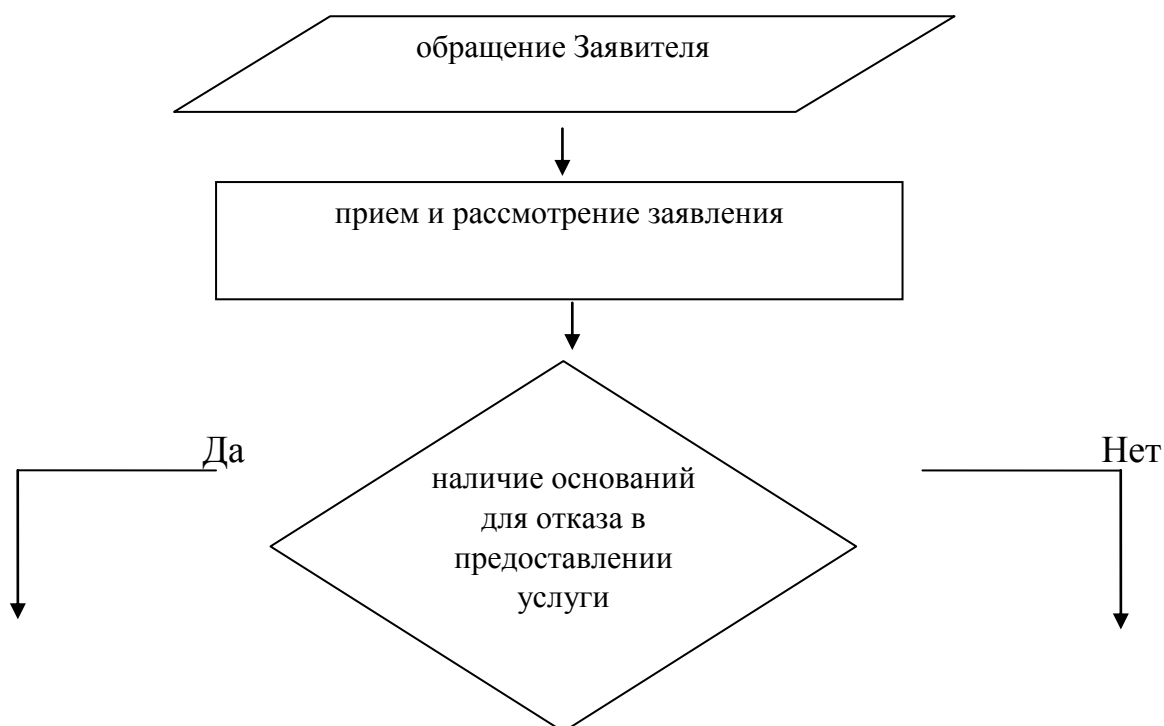 обращение Заявителя
прием и рассмотрение заявления
Да
Нет
наличие оснований
для отказа в
предоставлении
услуги